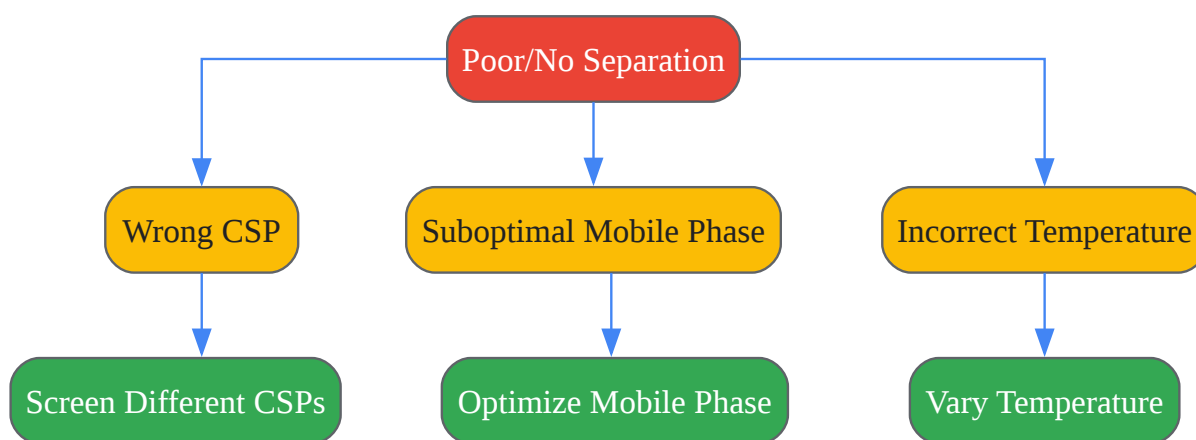 Poor/No Separation
Wrong CSP
Suboptimal Mobile Phase
Incorrect Temperature
Screen Different CSPs
Optimize Mobile Phase
Vary Temperature